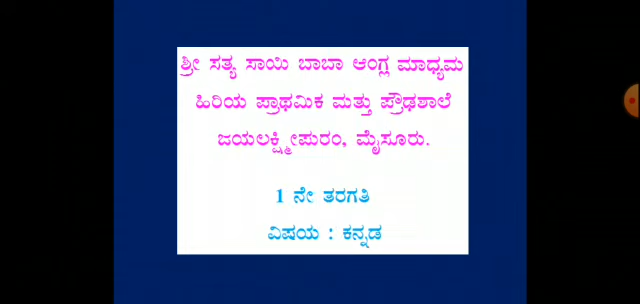 ಶ್ರೀ ಸತ್ಯ ಸಾಯಿ ಬಾಬಾ ಆಂಗ್ಲ ಮಾಧ್ಯಮ
ಹಿರಿಯ ಪ್ರಾಥಮಿಕ ಮತ್ತು ಪ್ರೌಢಶಾಲೆ
ಜಯಲಕ್ಷ್ಮೀಪುರಂ, ಮೈಸೂರು.
1 ನೇ ತರಗತಿ
ವಿಷಯ : ಕನ್ನಡ